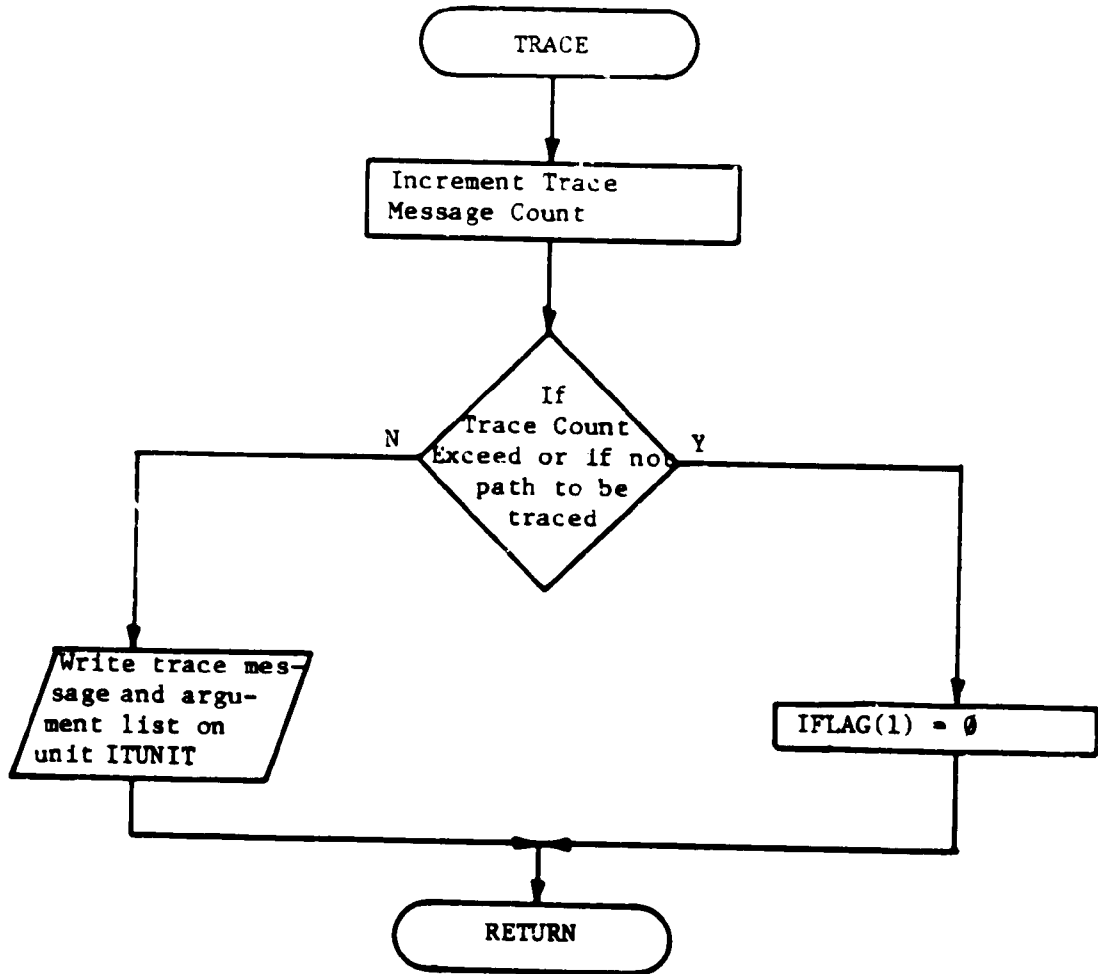 TRACE
Increment Trace
Message Count
If
Trace Count
Exceed or if not
path to be
traced
N
Y
Write trace mes-
sage and argu-
ment list on
unit ITUNIT
IFLAG(1) = Ø
RETURN